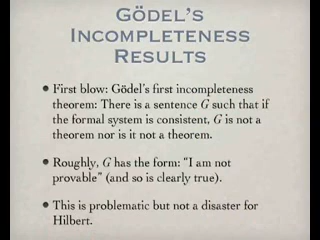 GÖDEL'S
INCOMPLETENESS
RESULTS
• First blow: Gödel's first incompleteness
theorem: There is a sentence G such that if
the formal system is consistent, G is not a
theorem nor is it not a theorem.
• Roughly, G has the form: "I am not
provable" (and so is clearly true).
• This is problematic but not a disaster for
Hilbert.